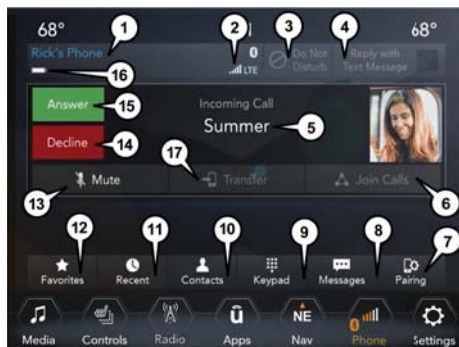 68° N 68°
1 2 3 4
Rick's Phone LTE Do Not Disturb Reply with Text Message
16
Answer 15 Incoming Call
Summer 5
Decline 14
17
Mute Transfer Join Calls
13 6
12 11 10 9 8 7
Favorites Recent Contacts Keypad Messages Pairing
Media Controls Radio Apps Nav Phone Settings
ü NE